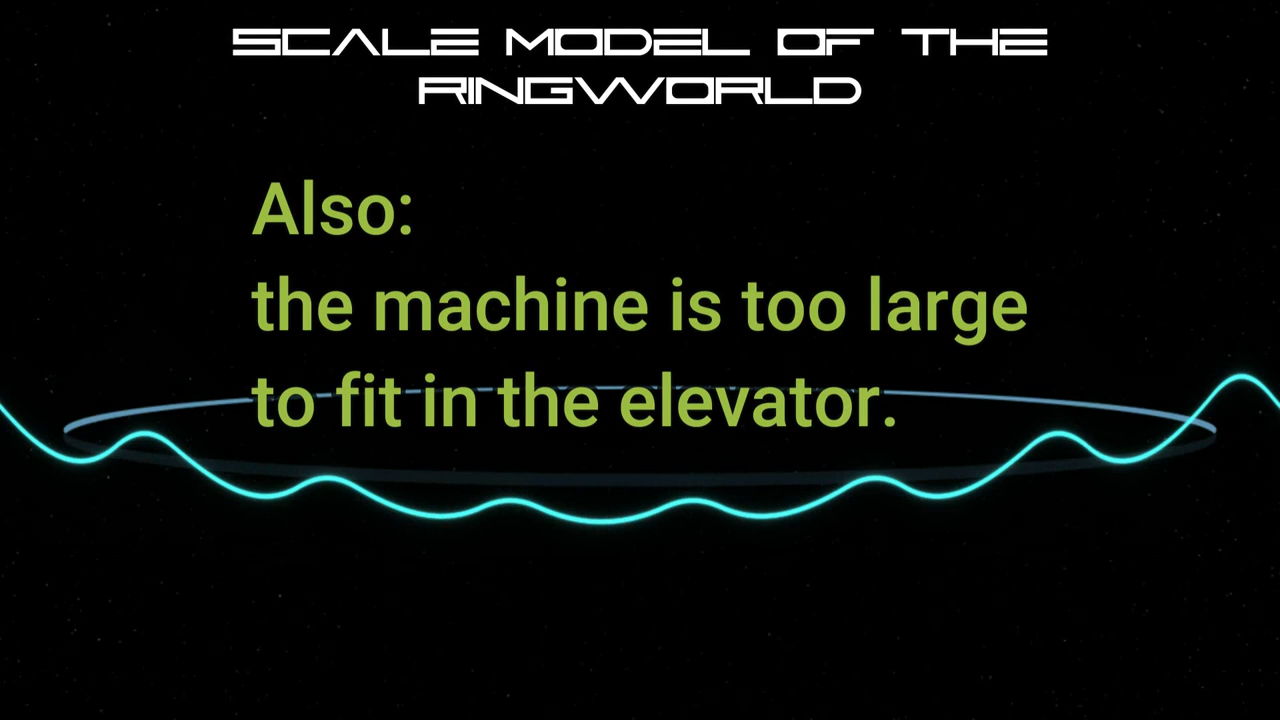 SCALE MODEL OF THE
RINGWORLD
Also:
the machine is too large
to fit in the elevator.